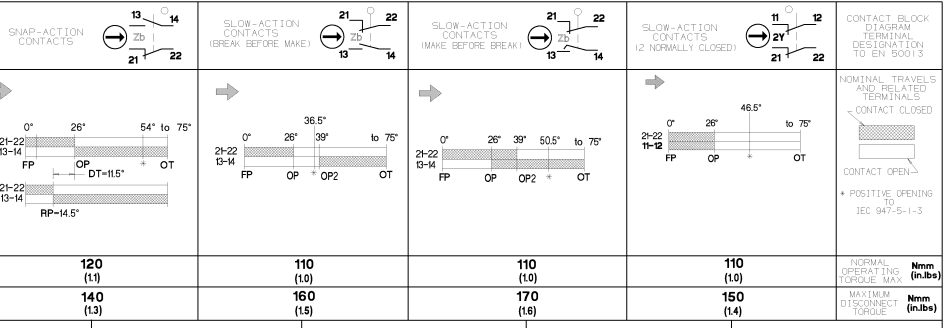 SNAP-ACTION
CONTACTS
13 14
Zb
21 22
SLOW-ACTION
CONTACTS
(BREAK BEFORE MAKE)
21 22
Zb
13 14
SLOW-ACTION
CONTACTS
(MAKE BEFORE BREAK)
21 22
Zb
13 14
SLOW-ACTION
CONTACTS
(2 NORMALLY CLOSED)
11 12
2Y
21 22
CONTACT BLOCK
DIAGRAM
TERMINAL
DESIGNATION
TO EN 50013
0° 26° 54° to 75°
21-22
13-14
FP OP * OT
DT=11.5°
21-22
13-14
RP=14.5°
36.5°
0° 26° 39° to 75°
21-22
13-14
FP OP * OP2 OT
0° 26° 39° 50.5° to 75°
21-22
13-14
FP OP OP2 * OT
46.5°
0° 26° to 75°
21-22
11-12
FP OP * OT
NOMINAL TRAVELS
AND RELATED
TERMINALS
CONTACT CLOSED
CONTACT OPEN
* POSITIVE OPENING
TO
IEC 947-5-1-3
120
(1.1)
110
(1.0)
110
(1.0)
110
(1.0)
NORMAL
OPERATING
TORQUE MAX
Nmm
(in.lbs)
140
(1.3)
160
(1.5)
170
(1.6)
150
(1.4)
MAXIMUM
DISCONNECT
TORQUE
Nmm
(in.lbs)